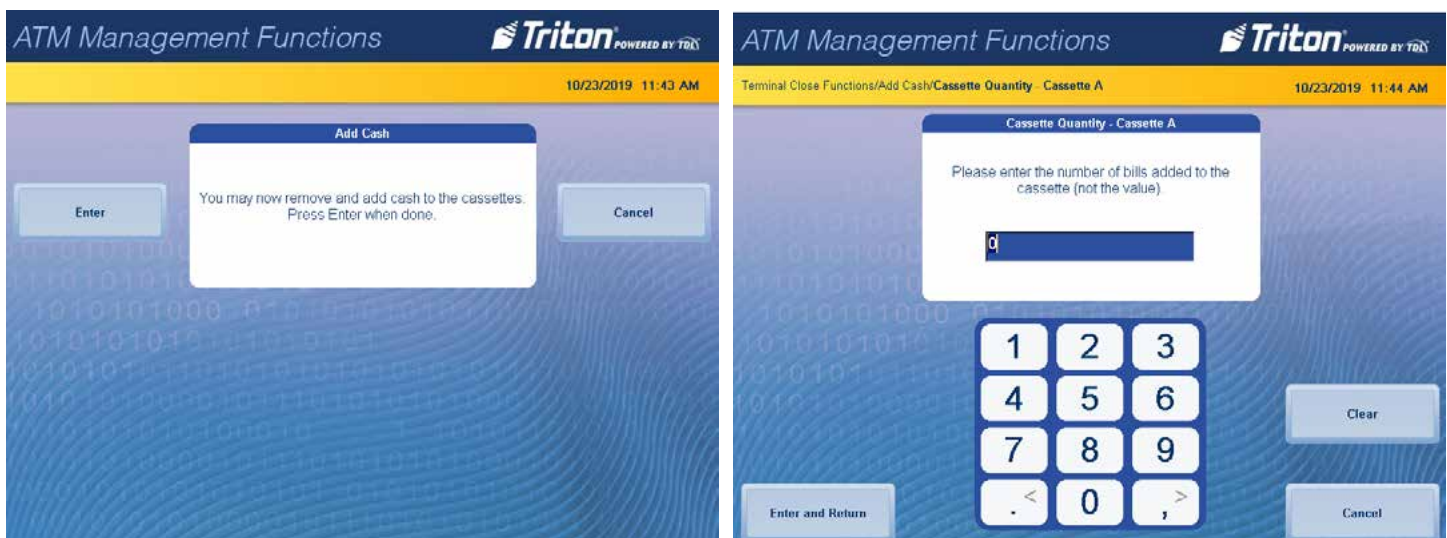 ATM Management Functions
Triton POWERED BY TDL
10/23/2019 11:43 AM
Add Cash
You may now remove and add cash to the cassettes.
Press Enter when done.
Enter
Cancel
ATM Management Functions
Triton POWERED BY TDL
Terminal Close Functions/Add Cash/Cassette Quantity - Cassette A
10/23/2019 11:44 AM
Cassette Quantity - Cassette A
Please enter the number of bills added to the
cassette (not the value)
0
1 2 3
4 5 6
7 8 9
. < 0 , >
Clear
Enter and Return
Cancel